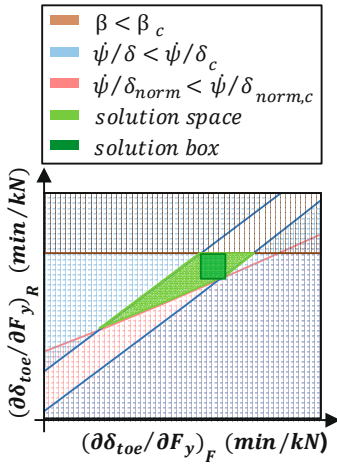 β < β_c
ψ̇/δ < ψ̇/δ_c
ψ̇/δ_norm < ψ̇/δ_norm,c
solution space
solution box
(∂δ_toe/∂F_y)_R (min/kN)
(∂δ_toe/∂F_y)_F (min/kN)